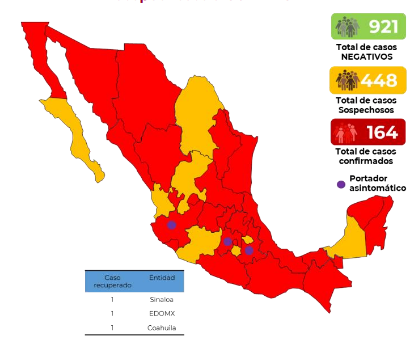 921
Total de casos
NEGATIVOS
448
Total de casos
Sospechosos
164
Total de casos
confirmados
Portador
asintomático
Caso
recuperado
Entidad
1 Sinaloa
1 EDOMX
1 Coahuila